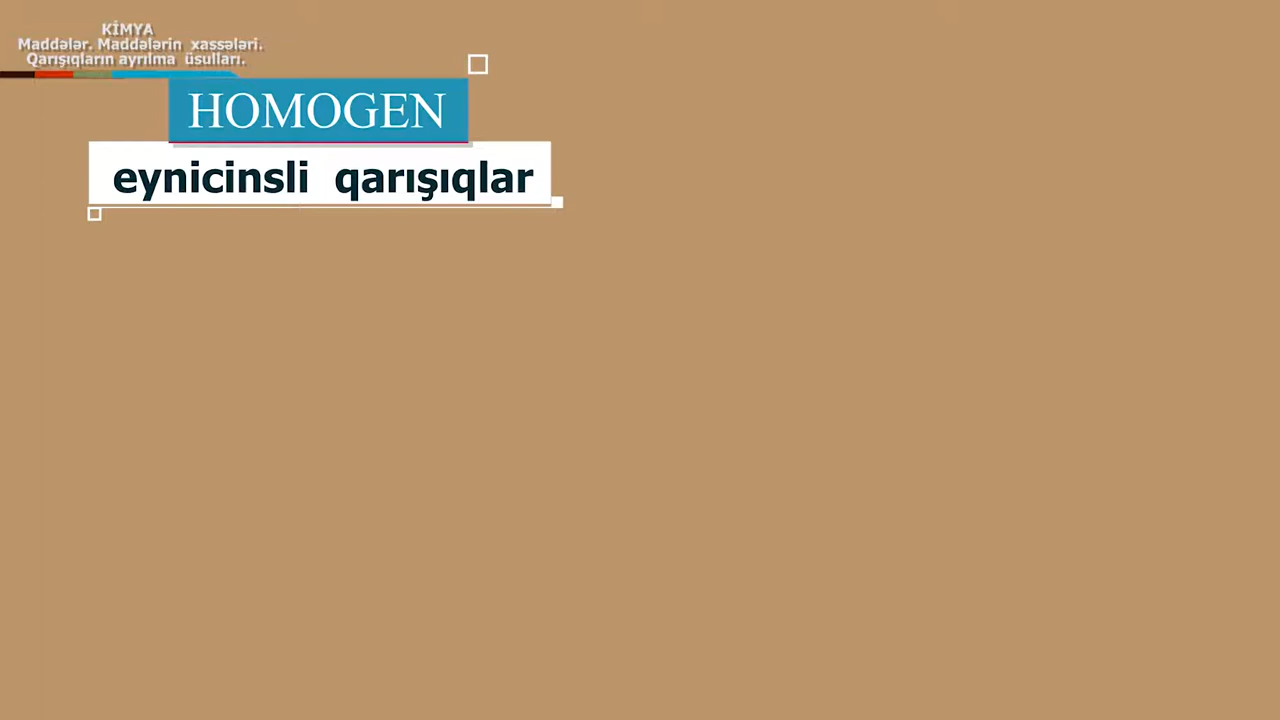 KİMYA
Maddələr. Maddələrin xassələri.
Qarışıqların ayrılma üsulları.
HOMOGEN
eynicinsli qarışıqlar